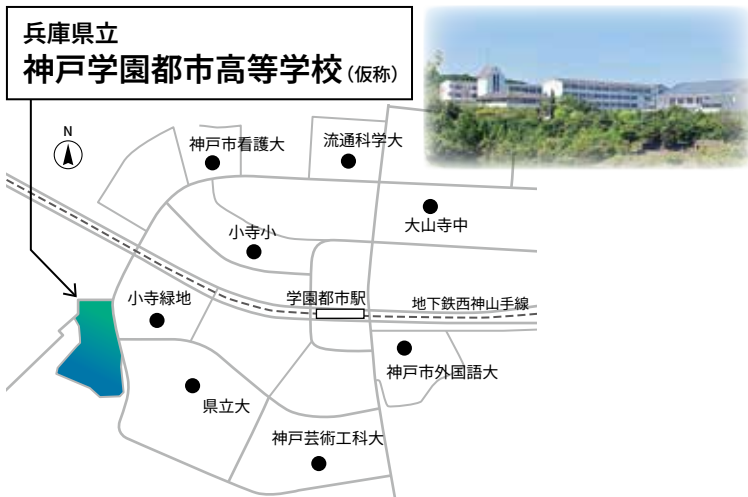 兵庫県立
神戸学園都市高等学校(仮称)
N
神戸市看護大
流通科学大
大山寺中
小寺小
小寺緑地
学園都市駅
地下鉄西神山手線
神戸市外国語大
県立大
神戸芸術工科大